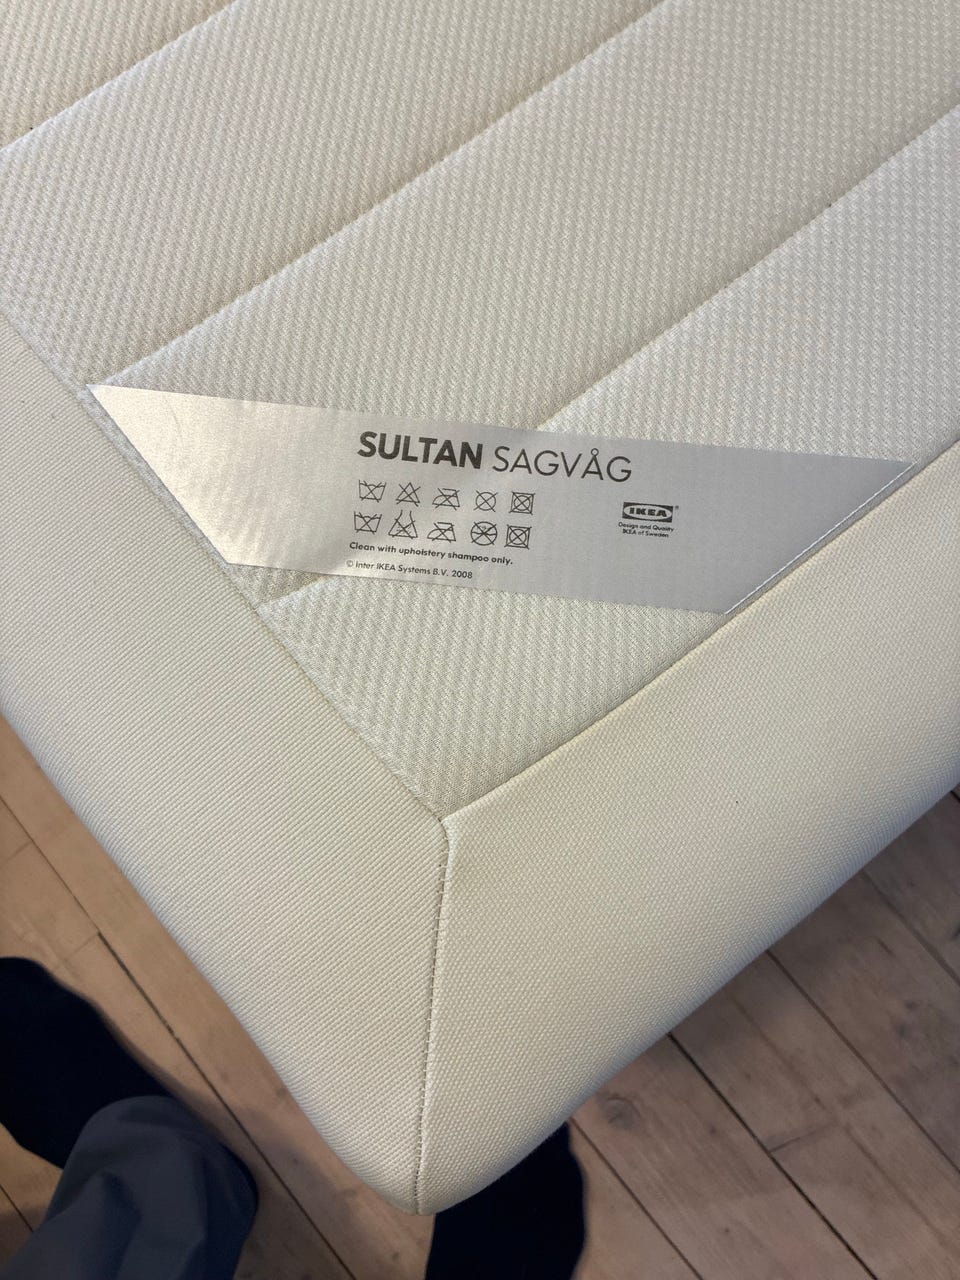 SULTAN SAGVÅG
IKEA®
Design and Quality
IKEA of Sweden
Clean with upholstery shampoo only.
© Inter IKEA Systems B.V. 2008